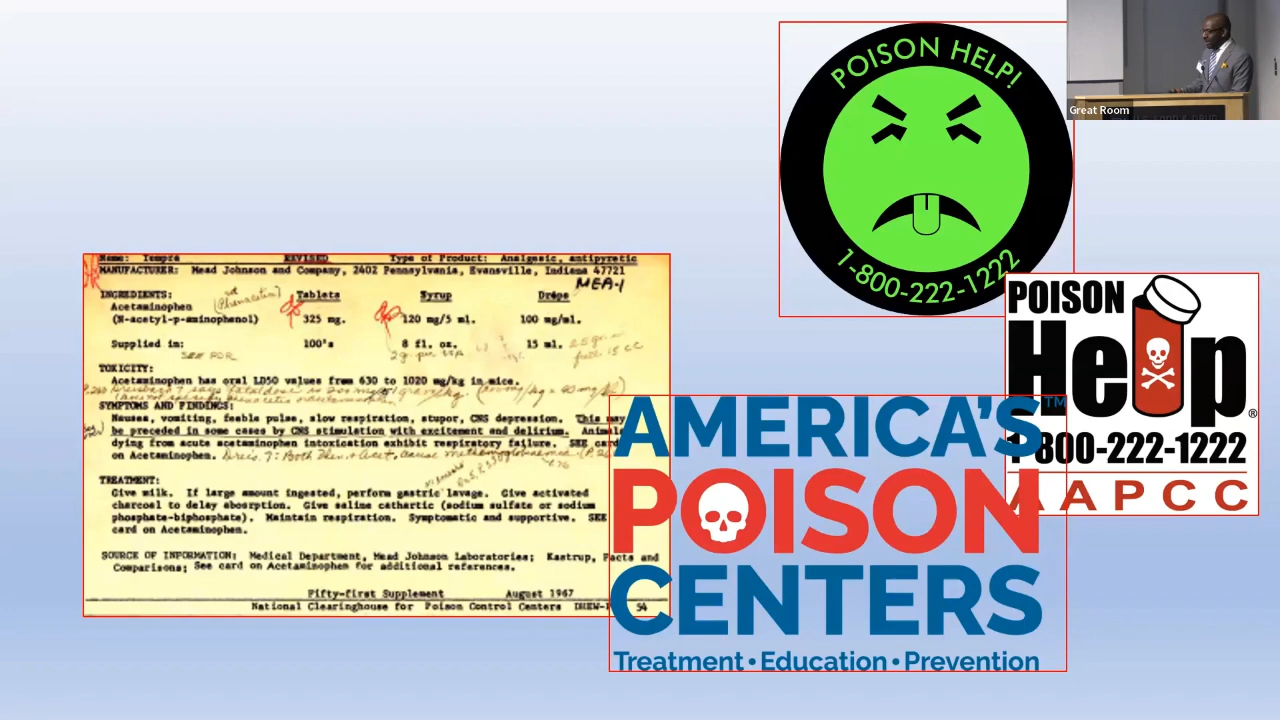 POISON HELP!
1-800-222-1222
Great Room
Name: Tempra REVISED Type of Product: Analgesic, antipyretic
MANUFACTURER: Mead Johnson and Company, 2402 Pennsylvania, Evansville, Indiana 47721
MEA-1
INGREDIENTS: Tablets Syrup Drops
Acetaminophen
(N-acetyl-p-aminophenol) 325 mg. 120 mg/5 ml. 100 mg/ml.
Supplied in: 100's 8 fl. oz. 15 ml.
SEE PDR
TOXICITY:
Acetaminophen has oral LD50 values from 630 to 1020 mg/kg in mice.
SYMPTOMS AND FINDINGS:
Nausea, vomiting, feeble pulse, slow respiration, stupor, CNS depression. This may
be preceded in some cases by CNS stimulation with excitement and delirium. Animals
dying from acute acetaminophen intoxication exhibit respiratory failure. SEE card
on Acetaminophen.
TREATMENT:
Give milk. If large amount ingested, perform gastric lavage. Give activated
charcoal to delay absorption. Give saline cathartic (sodium sulfate or sodium
phosphate-biphosphate). Maintain respiration. Symptomatic and supportive. SEE
card on Acetaminophen.
SOURCE OF INFORMATION: Medical Department, Mead Johnson Laboratories; Kastrup, Facts and
Comparisons; See card on Acetaminophen for additional references.
Fifty-first Supplement August 1967
National Clearinghouse for Poison Control Centers 54
POISON
Help®
1-800-222-1222
AAPCC
AMERICA'S™
POISON
CENTERS
Treatment • Education • Prevention